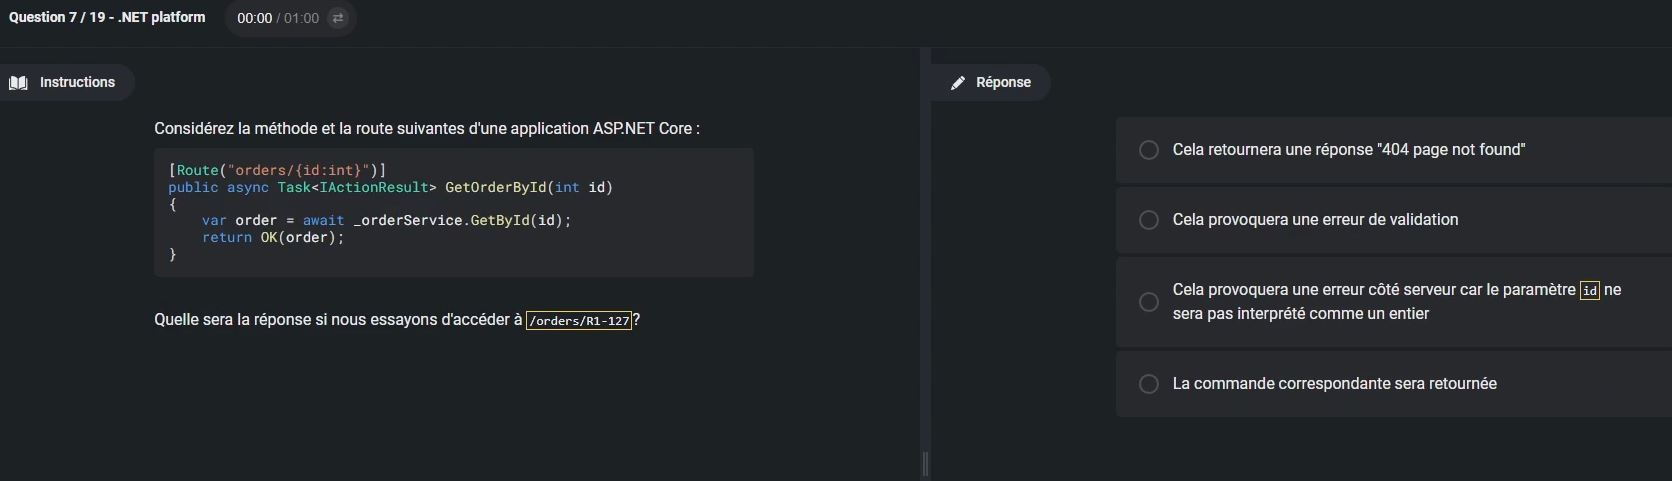 Question 7 / 19 - .NET platform
00:00 / 01:00
Instructions
Considérez la méthode et la route suivantes d'une application ASP.NET Core :
[Route("orders/{id:int}")]
public async Task<IActionResult> GetOrderById(int id)
{
var order = await _orderService.GetById(id);
return OK(order);
}
Quelle sera la réponse si nous essayons d'accéder à /orders/R1-127?
Réponse
Cela retournera une réponse "404 page not found"
Cela provoquera une erreur de validation
Cela provoquera une erreur côté serveur car le paramètre id ne
sera pas interprété comme un entier
La commande correspondante sera retournée